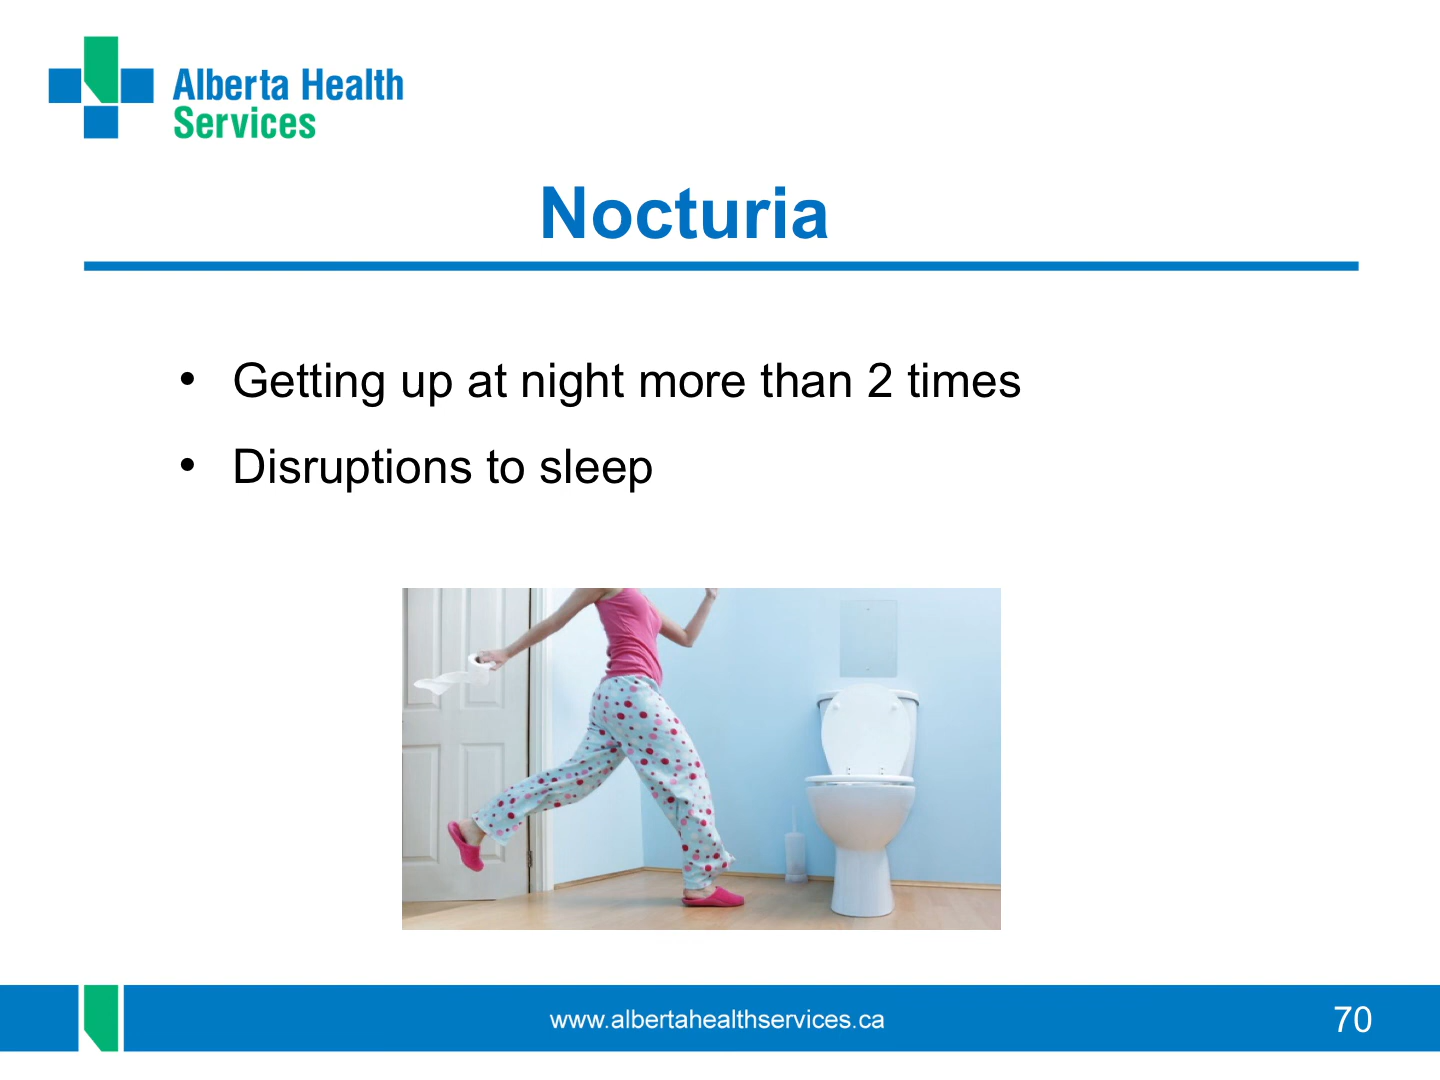 Alberta Health
Services
Nocturia
• Getting up at night more than 2 times
• Disruptions to sleep
www.albertahealthservices.ca
70